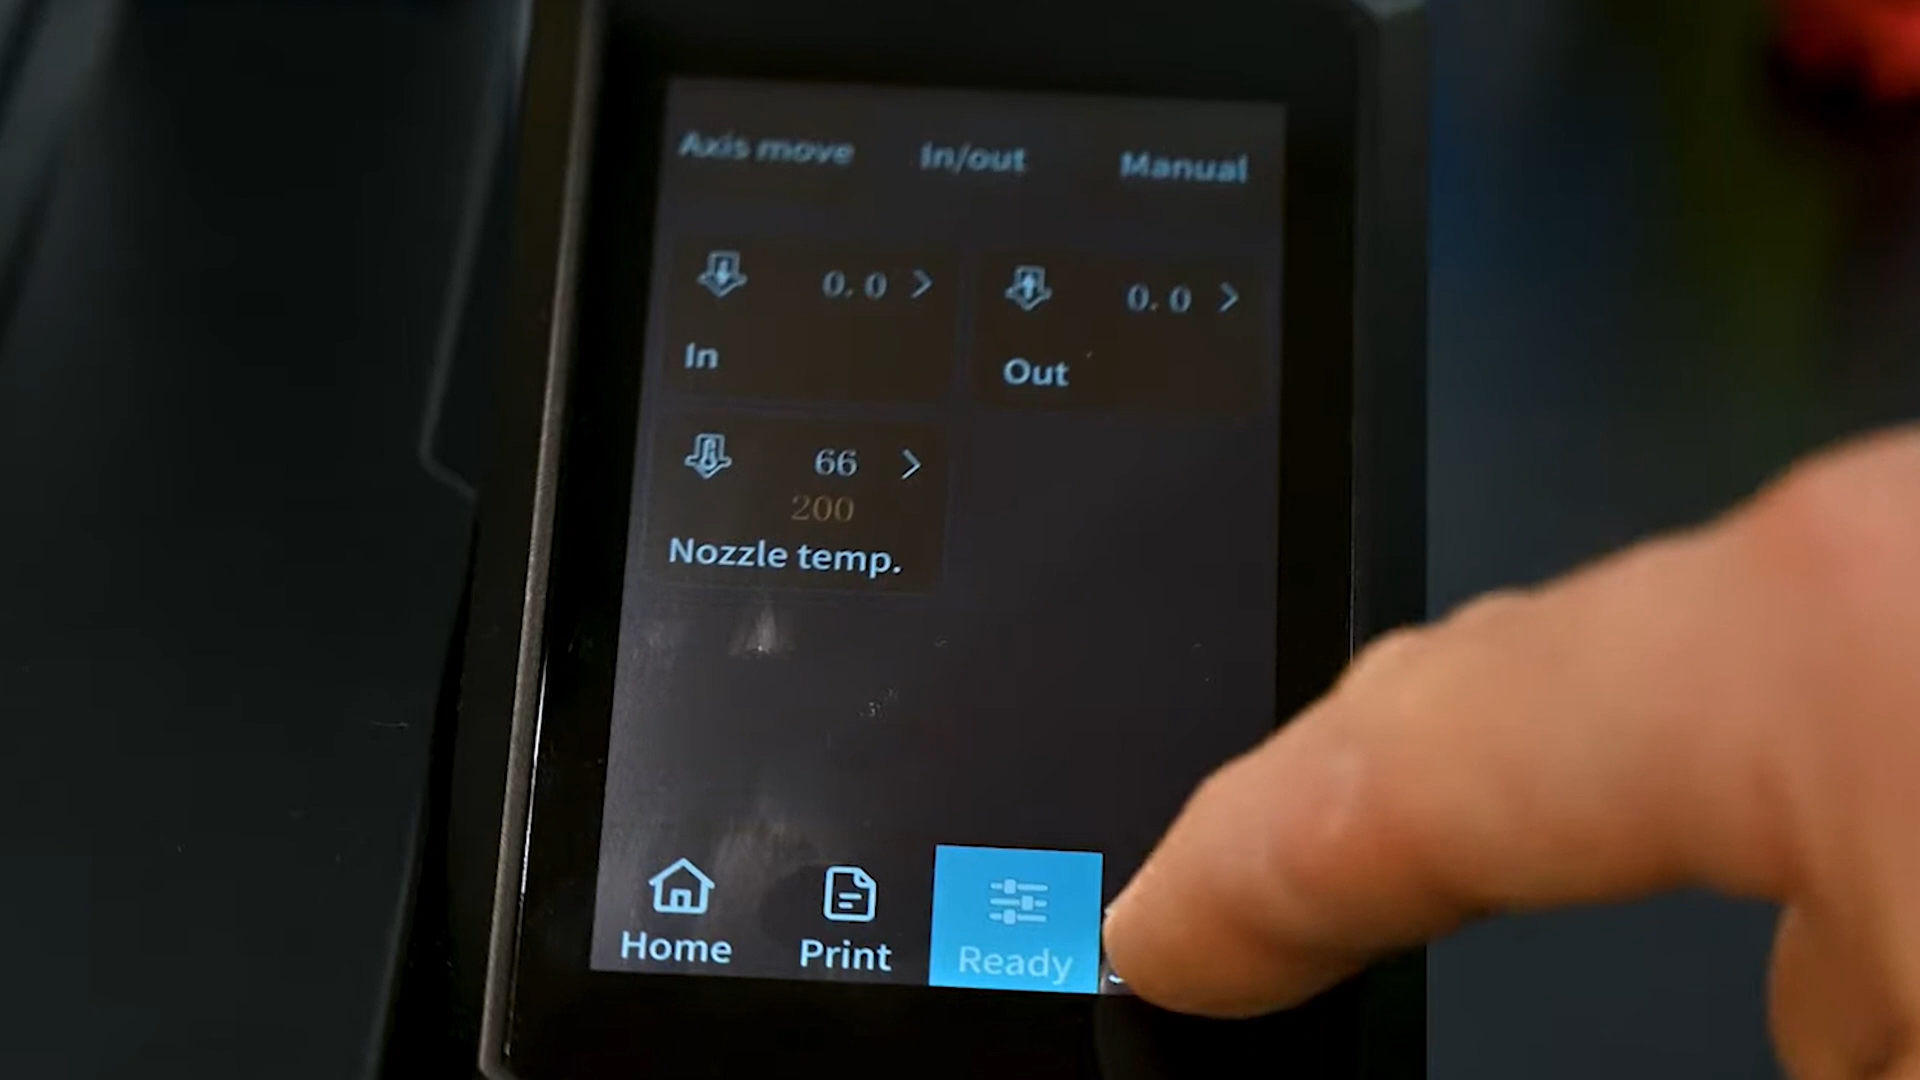 Axis move In/out Manual
0.0 > 0.0 >
In Out
66 >
200
Nozzle temp.
Home Print Ready